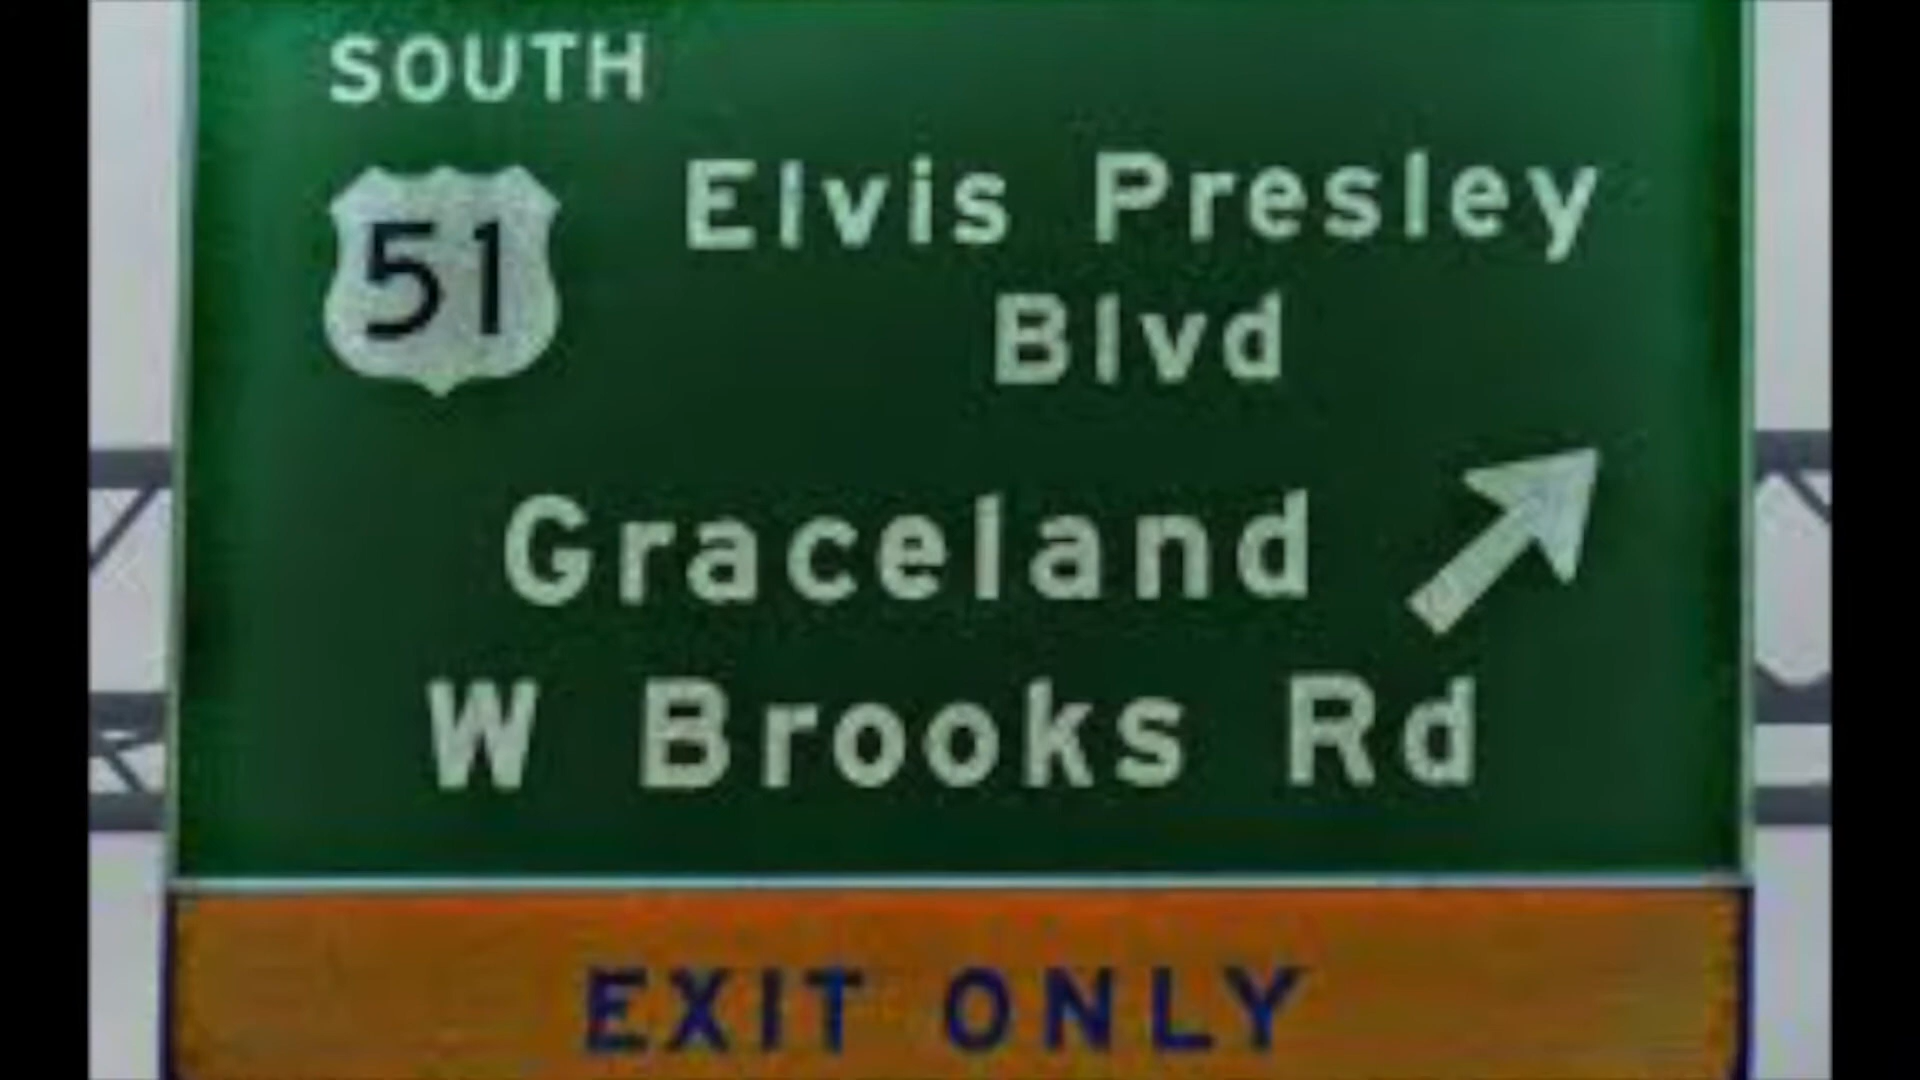 SOUTH
51
Elvis Presley
Blvd
Graceland
W Brooks Rd
EXIT ONLY